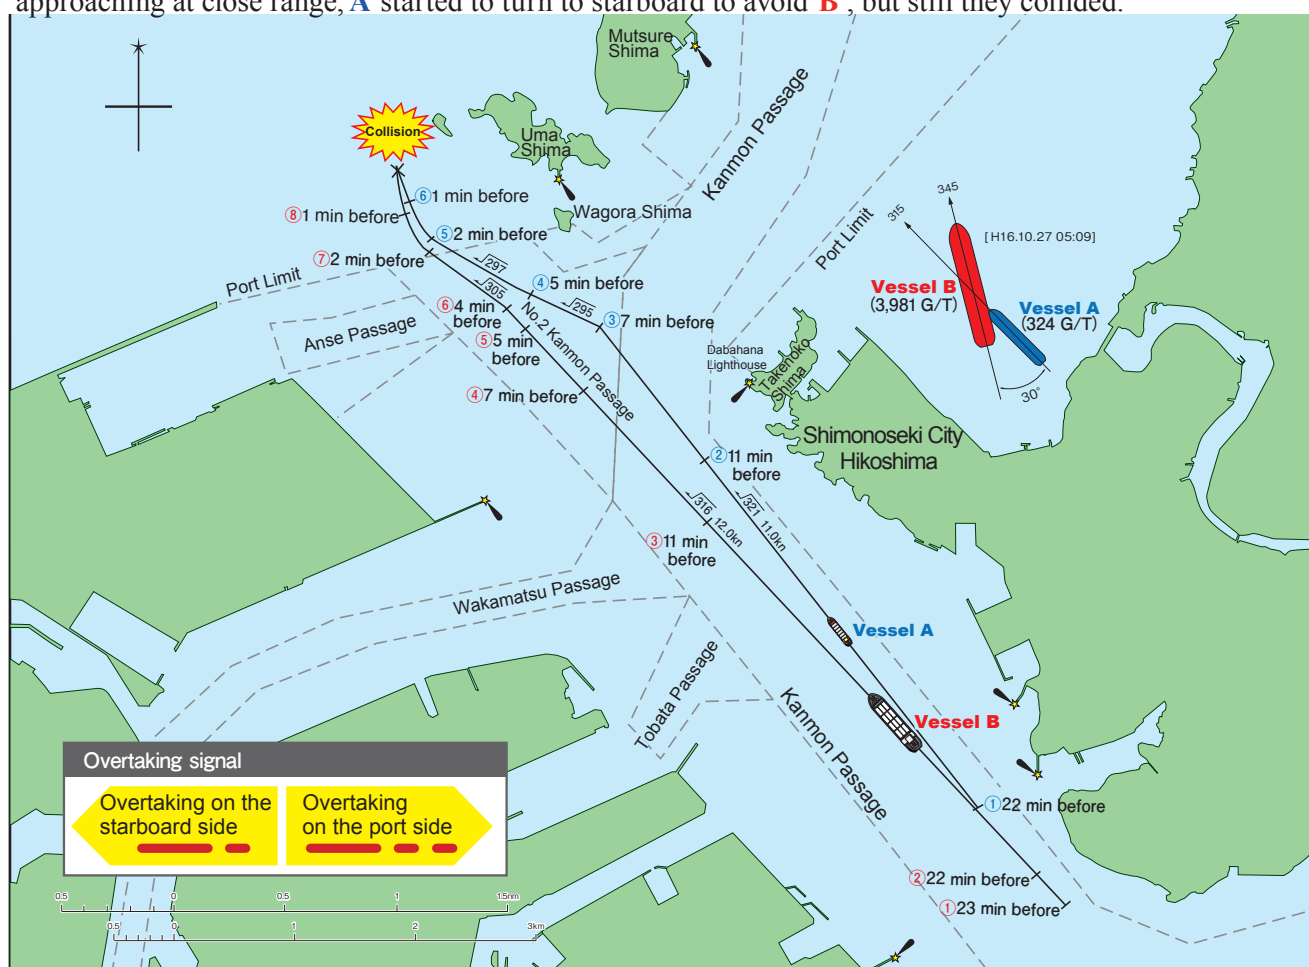 approaching at close range, A started to turn to starboard to avoid B , but still they collided.
Mutsure
Shima
Collision
Uma
Shima
Kanmon Passage
Wagora Shima
⑥1 min before
⑧1 min before
⑤2 min before
⑦2 min before
Port Limit
297
④5 min before
305
295
⑥4 min
before
③7 min before
Anse Passage
⑤5 min
before
No.2 Kanmon Passage
④7 min before
Port Limit
345
315
[H16.10.27 05:09]
Vessel B
(3,981 G/T)
Vessel A
(324 G/T)
30°
Dabahana
Lighthouse
Takenoko
Shima
Shimonoseki City
Hikoshima
②11 min
before
316 12.0kn
321 11.0kn
③11 min
before
Wakamatsu Passage
Vessel A
Tobata Passage
Vessel B
Kanmon Passage
①22 min before
②22 min before
①23 min before
Overtaking signal
Overtaking on the
starboard side
Overtaking
on the port side
0.5 0 0.5 1 1.5nm
0.5 0 1 2 3km